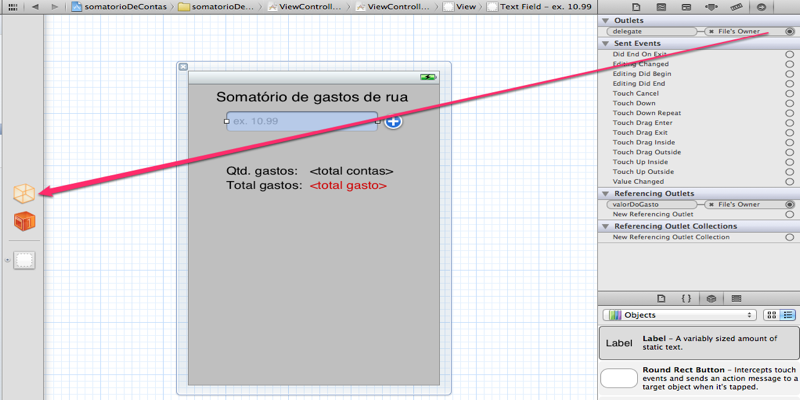 somatorioDeContas
somatorioDe...
ViewControll...
ViewControll...
View
Text Field - ex. 10.99
Somatório de gastos de rua
ex. 10.99
Qtd. gastos: <total contas>
Total gastos: <total gasto>
Outlets
delegate File's Owner
Sent Events
Did End On Exit
Editing Changed
Editing Did Begin
Editing Did End
Touch Cancel
Touch Down
Touch Down Repeat
Touch Drag Enter
Touch Drag Exit
Touch Drag Inside
Touch Drag Outside
Touch Up Inside
Touch Up Outside
Value Changed
Referencing Outlets
valorDoGasto File's Owner
New Referencing Outlet
Referencing Outlet Collections
New Referencing Outlet Collection
{ }
Objects
Label
Label – A variably sized amount of
static text.
Round Rect Button – Intercepts touch
events and sends an action message to a
target object when it's tapped.